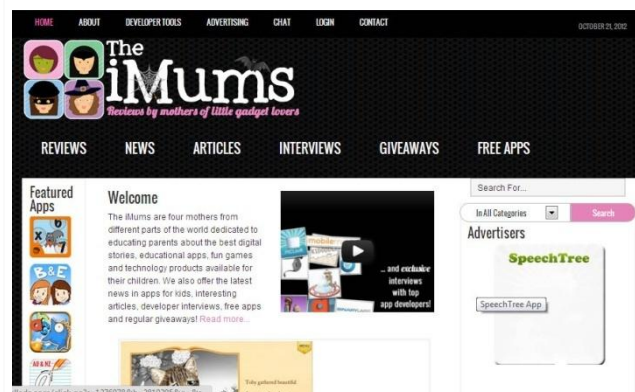 HOME ABOUT DEVELOPER TOOLS ADVERTISING CHAT LOGIN CONTACT
OCTOBER 21, 2012
The
iMums
Reviews by mothers of little gadget lovers
REVIEWS NEWS ARTICLES INTERVIEWS GIVEAWAYS FREE APPS
Featured
Apps
B & E
Welcome
The iMums are four mothers from
different parts of the world dedicated to
educating parents about the best digital
stories, educational apps, fun games
and technology products available for
their children. We also offer the latest
news in apps for kids, interesting
articles, developer interviews, free apps
and regular giveaways! Read more...
mobile
... and exclusive
interviews
with top
app developers!
Toby gathered beautiful
Search For...
In All Categories
Search
Advertisers
SpeechTree
SpeechTree App